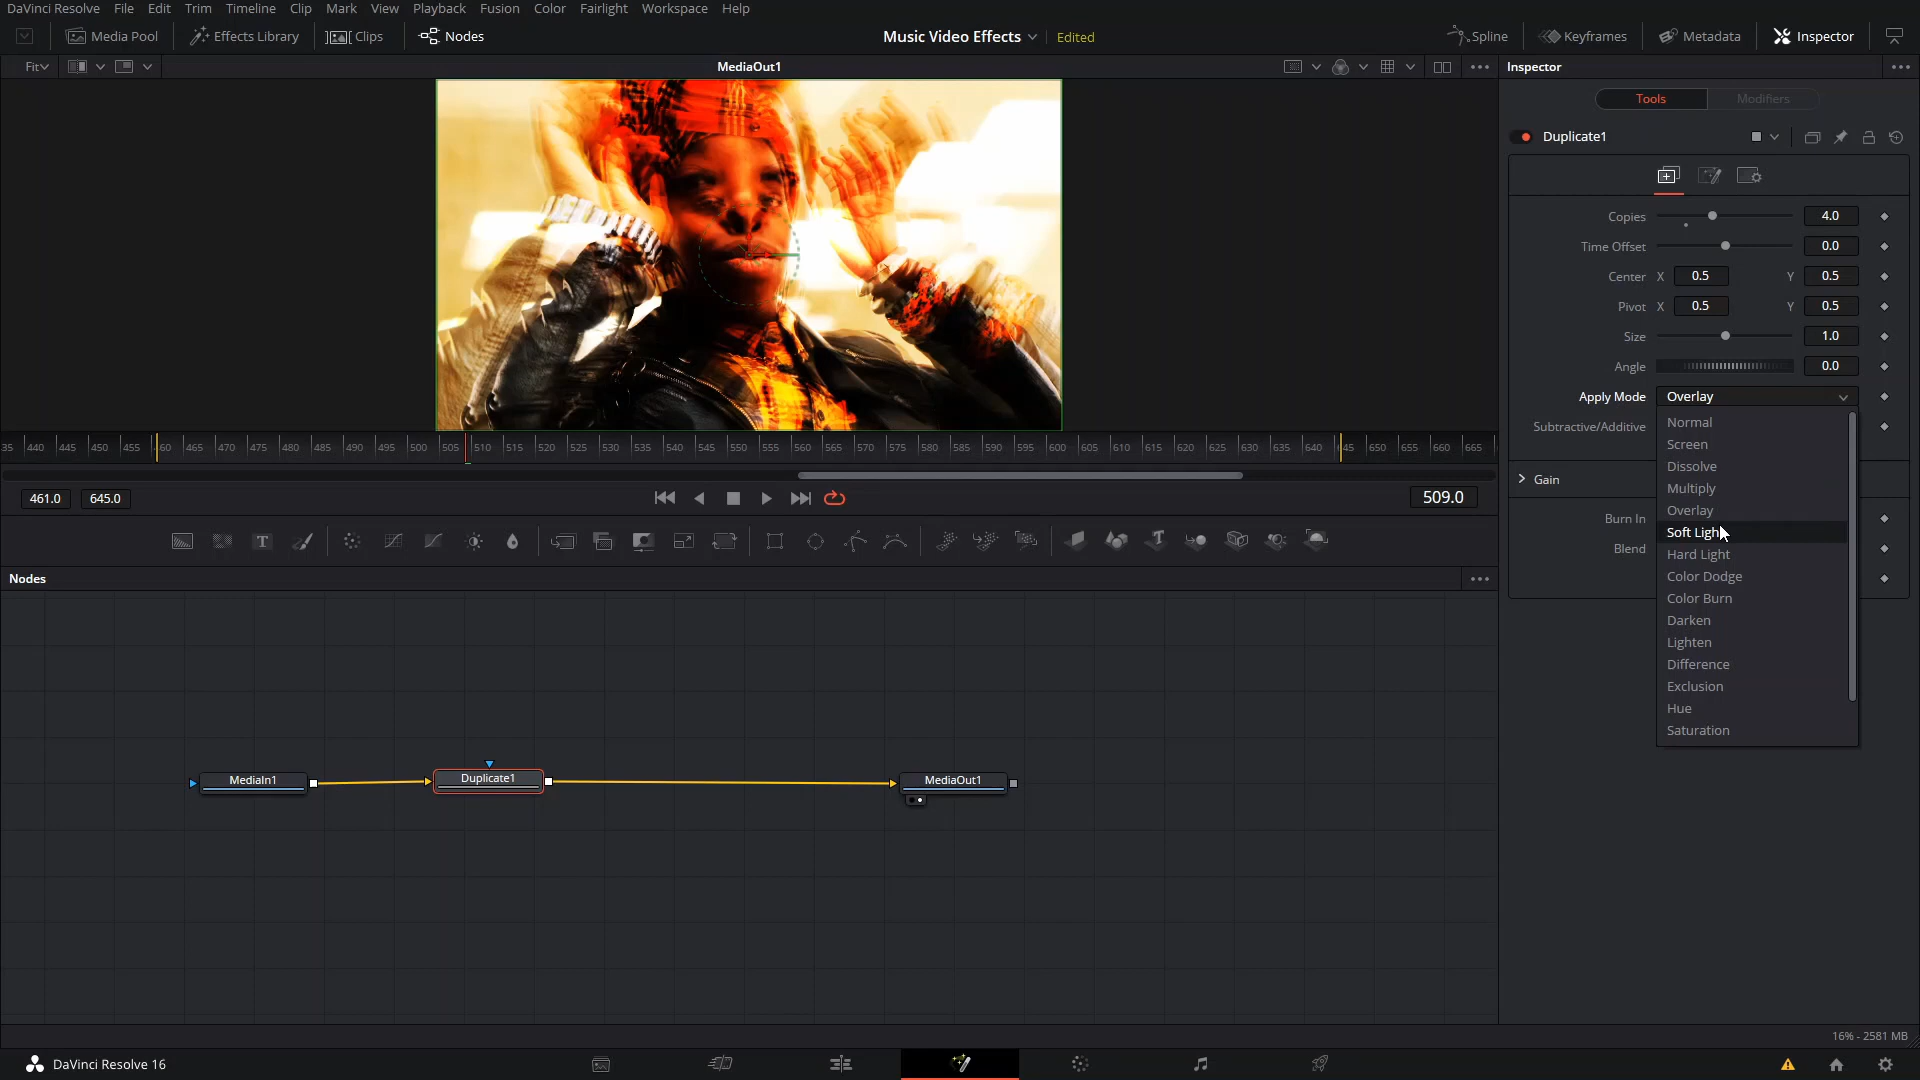 DaVinci Resolve File Edit Trim Timeline Clip Mark View Playback Fusion Color Fairlight Workspace Help
Media Pool Effects Library Clips Nodes Music Video Effects Edited Spline Keyframes Metadata Inspector
Fit MediaOut1 Inspector
Tools Modifiers
Duplicate1
Copies 4.0
Time Offset 0.0
Center X 0.5 Y 0.5
Pivot X 0.5 Y 0.5
Size 1.0
Angle 0.0
Apply Mode Overlay
Normal
Subtractive/Additive
Screen
35 440 445 450 455 60 465 470 475 480 485 490 495 500 505 510 515 520 525 530 535 540 545 550 555 560 565 570 575 580 585 590 595 600 605 610 615 620 625 630 635 640 45 650 655 660 665
Dissolve
Gain
Multiply
461.0 645.0 509.0
Overlay
Burn In
Soft Light
Blend
Hard Light
Color Dodge
Nodes
Color Burn
Darken
Lighten
Difference
Exclusion
Hue
Saturation
MediaIn1 Duplicate1 MediaOut1
16% - 2581 MB
DaVinci Resolve 16